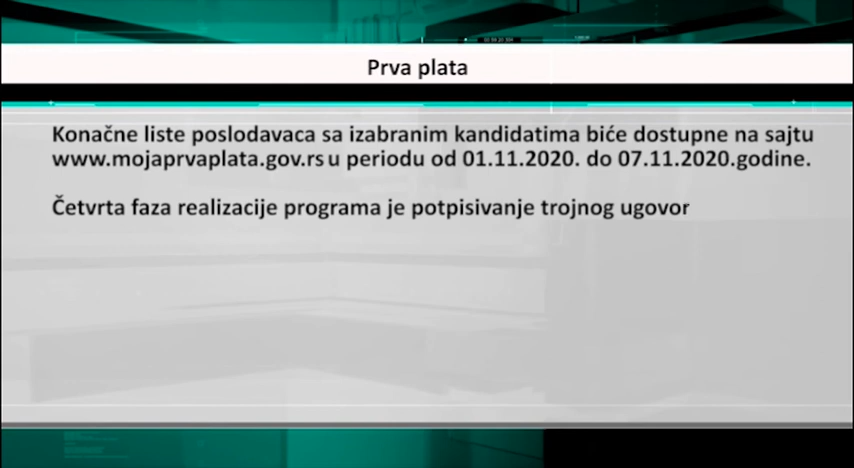 Prva plata
Konačne liste poslodavaca sa izabranim kandidatima biće dostupne na sajtu
www.mojaprvaplata.gov.rs u periodu od 01.11.2020. do 07.11.2020.godine.
Četvrta faza realizacije programa je potpisivanje trojnog ugovor